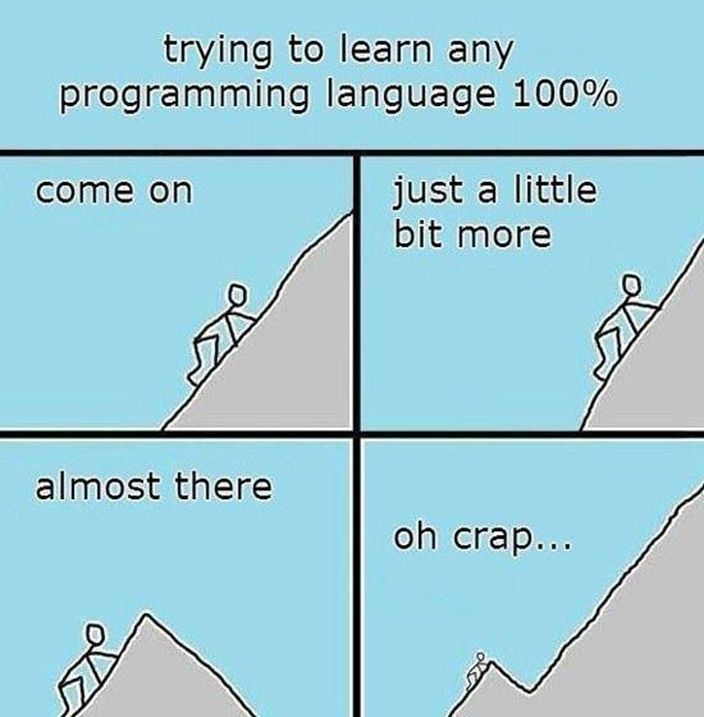 trying to learn any
programming language 100%
come on
just a little
bit more
almost there
oh crap...